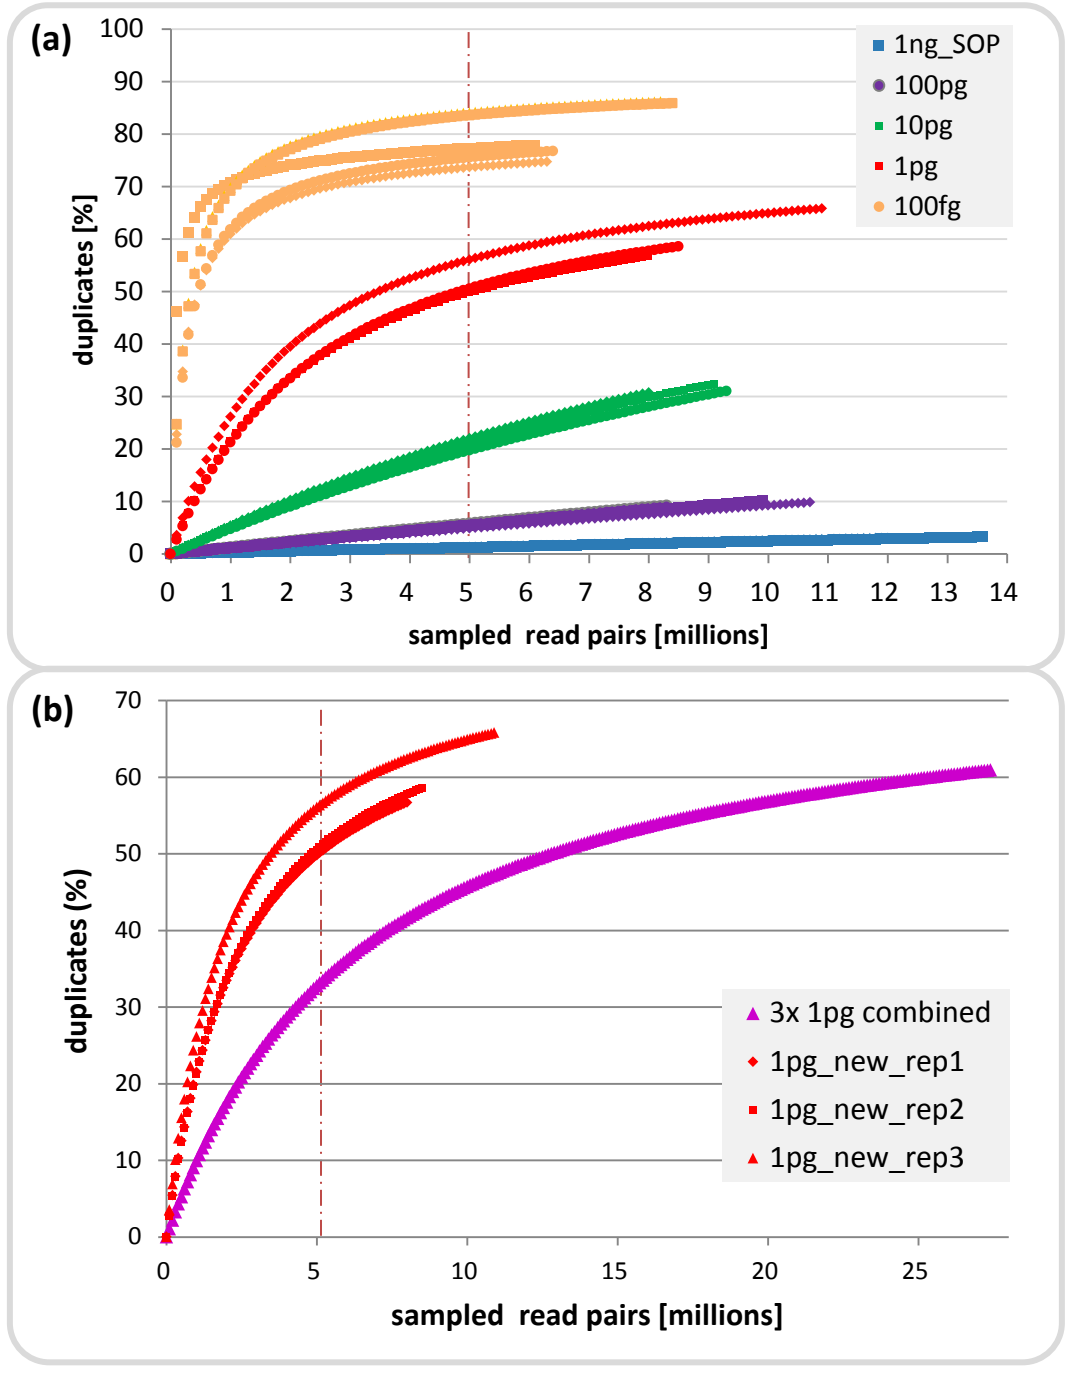 (a)
100
90
80
70
60
50
40
30
20
10
0
duplicates [%]
1ng_SOP
100pg
10pg
1pg
100fg
0 1 2 3 4 5 6 7 8 9 10 11 12 13 14
sampled read pairs [millions]
(b)
70
60
50
40
30
20
10
0
duplicates (%)
3x 1pg combined
1pg_new_rep1
1pg_new_rep2
1pg_new_rep3
0 5 10 15 20 25
sampled read pairs [millions]